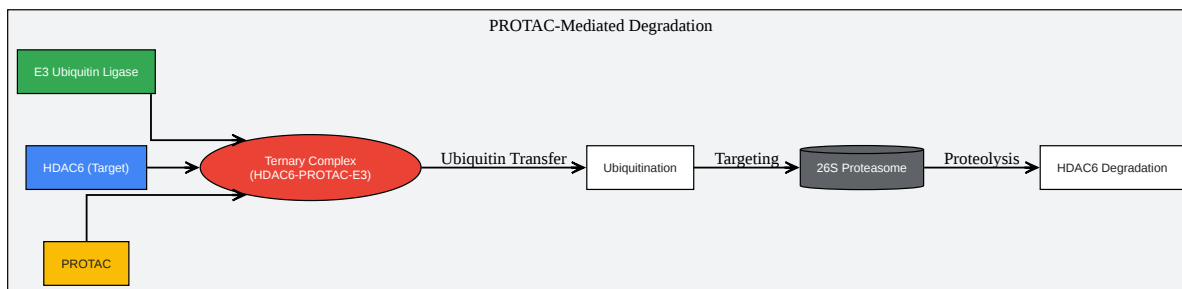 PROTAC-Mediated Degradation
E3 Ubiquitin Ligase
HDAC6 (Target)
PROTAC
Ternary Complex
(HDAC6-PROTAC-E3)
Ubiquitin Transfer
Ubiquitination
Targeting
26S Proteasome
Proteolysis
HDAC6 Degradation